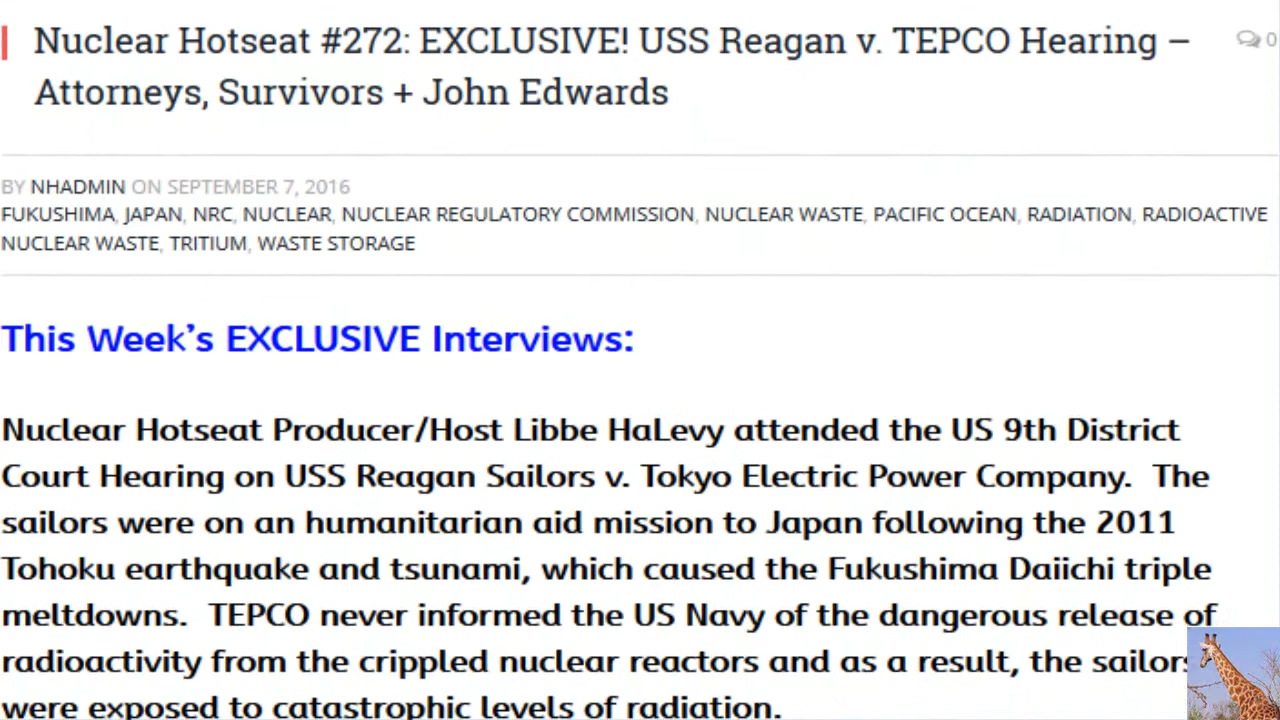 Nuclear Hotseat #272: EXCLUSIVE! USS Reagan v. TEPCO Hearing –
Attorneys, Survivors + John Edwards
0
BY NHADMIN ON SEPTEMBER 7, 2016
FUKUSHIMA, JAPAN, NRC, NUCLEAR, NUCLEAR REGULATORY COMMISSION, NUCLEAR WASTE, PACIFIC OCEAN, RADIATION, RADIOACTIVE
NUCLEAR WASTE, TRITIUM, WASTE STORAGE
This Week's EXCLUSIVE Interviews:
Nuclear Hotseat Producer/Host Libbe HaLevy attended the US 9th District
Court Hearing on USS Reagan Sailors v. Tokyo Electric Power Company.  The
sailors were on an humanitarian aid mission to Japan following the 2011
Tohoku earthquake and tsunami, which caused the Fukushima Daiichi triple
meltdowns.  TEPCO never informed the US Navy of the dangerous release of
radioactivity from the crippled nuclear reactors and as a result, the sailors
were exposed to catastrophic levels of radiation.